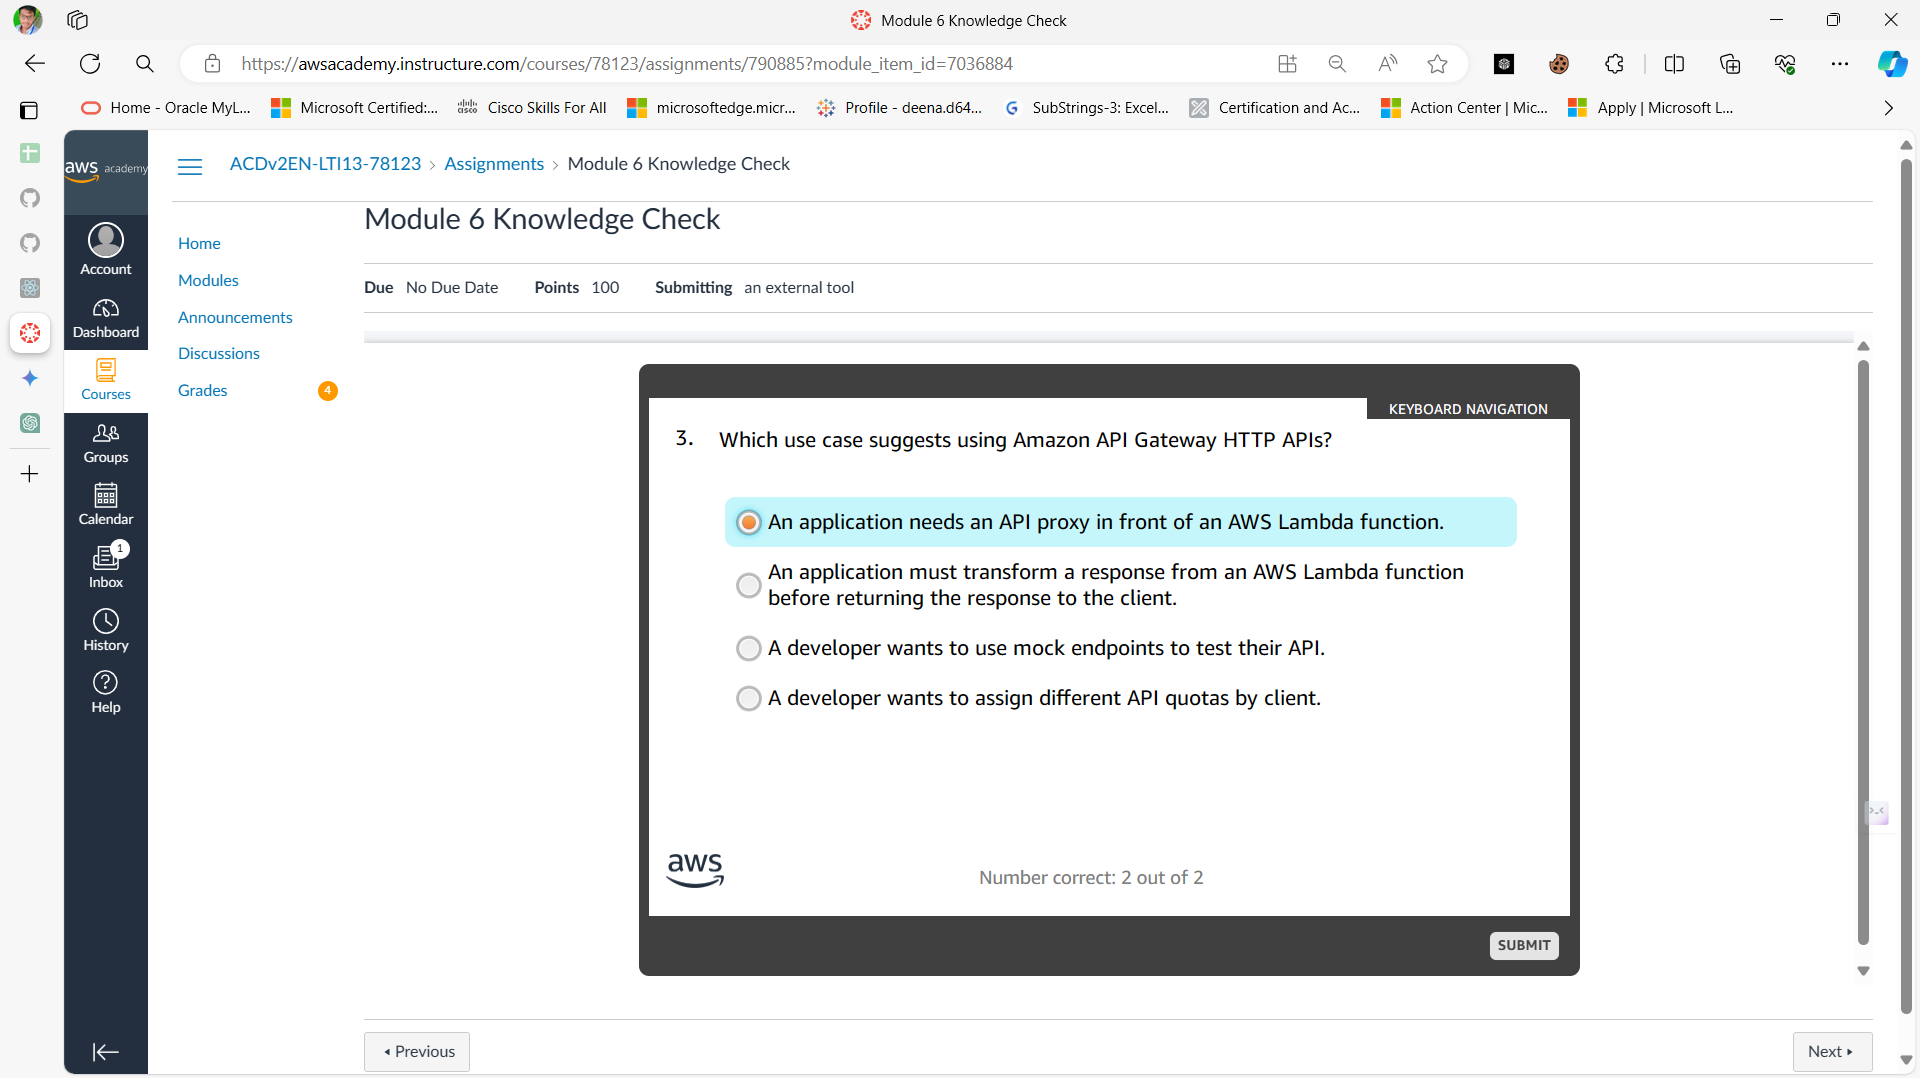 Module 6 Knowledge Check
https://awsacademy.instructure.com/courses/78123/assignments/790885?module_item_id=7036884
Home - Oracle MyL...
Microsoft Certified:...
Cisco Skills For All
microsoftedge.micr...
Profile - deena.d64...
SubStrings-3: Excel...
Certification and Ac...
Action Center | Mic...
Apply | Microsoft L...
aws academy
ACDv2EN-LTI13-78123 › Assignments › Module 6 Knowledge Check
Account
Dashboard
Courses
Groups
Calendar
1
Inbox
History
Help
Home
Modules
Announcements
Discussions
Grades 4
Module 6 Knowledge Check
Due No Due Date Points 100 Submitting an external tool
KEYBOARD NAVIGATION
3. Which use case suggests using Amazon API Gateway HTTP APIs?
An application needs an API proxy in front of an AWS Lambda function.
An application must transform a response from an AWS Lambda function
before returning the response to the client.
A developer wants to use mock endpoints to test their API.
A developer wants to assign different API quotas by client.
aws
Number correct: 2 out of 2
SUBMIT
Previous
Next